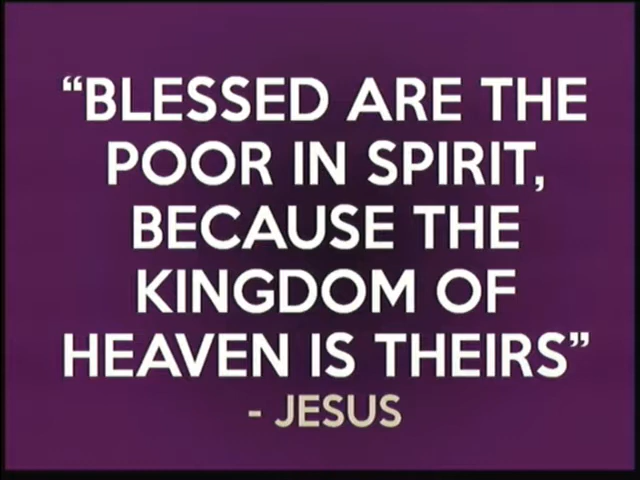 “BLESSED ARE THE
POOR IN SPIRIT,
BECAUSE THE
KINGDOM OF
HEAVEN IS THEIRS”
- JESUS